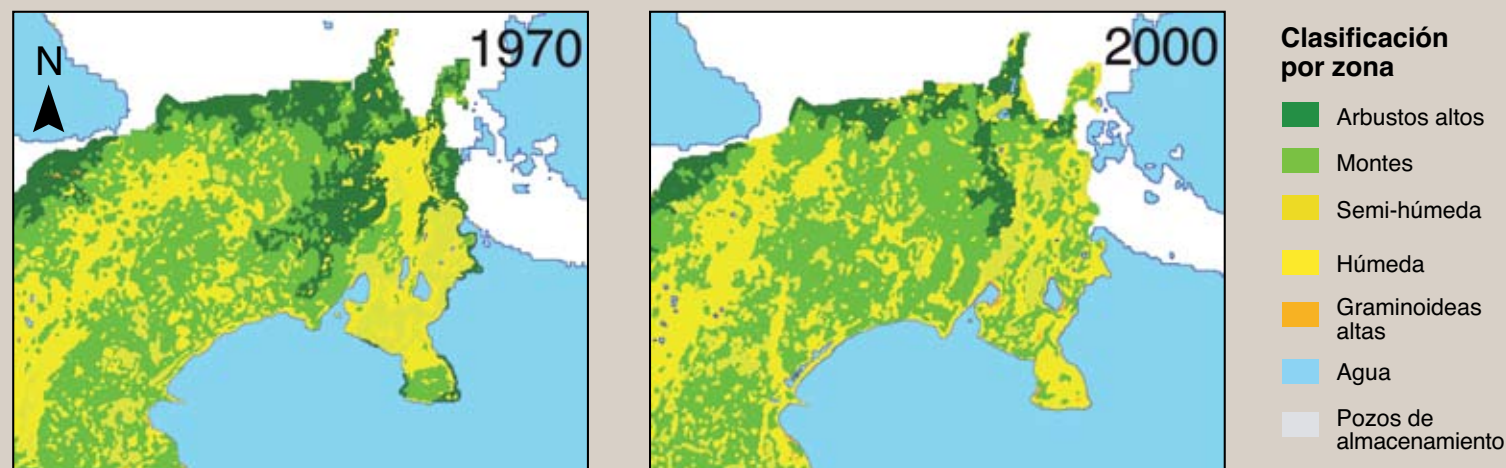 N
1970
2000
Clasificación
por zona
Arbustos altos
Montes
Semi-húmeda
Húmeda
Graminoideas
altas
Agua
Pozos de
almacenamiento